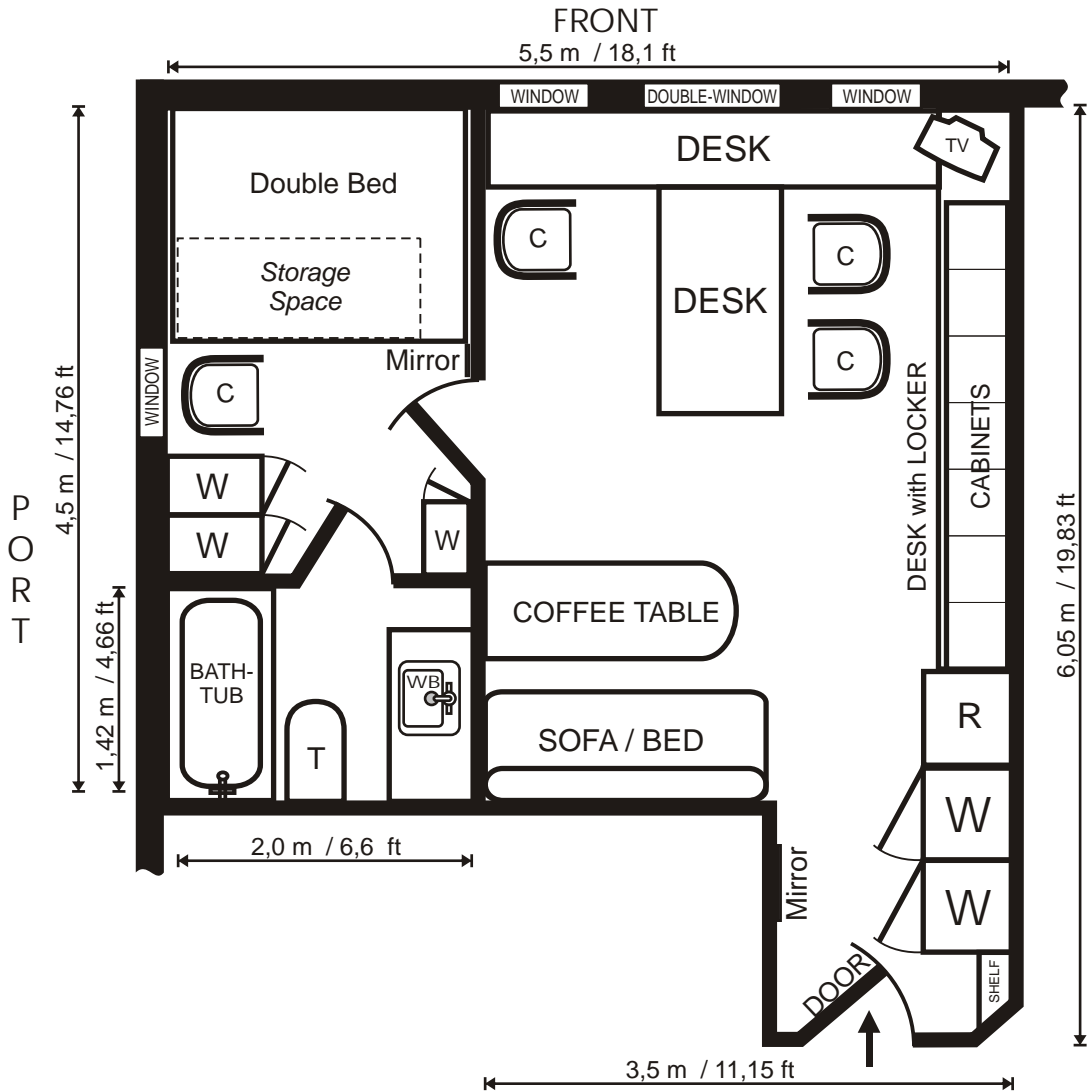 FRONT
5,5 m / 18,1 ft
WINDOW
DOUBLE-WINDOW
WINDOW
DESK
TV
Double Bed
Storage
Space
C
C
DESK
C
Mirror
WINDOW
C
4,5 m / 14,76 ft
DESK with LOCKER
CABINETS
W
W
W
PORT
COFFEE TABLE
6,05 m / 19,83 ft
1,42 m / 4,66 ft
BATH-
TUB
WB
T
SOFA / BED
R
W
W
2,0 m / 6,6 ft
Mirror
DOOR
SHELF
3,5 m / 11,15 ft